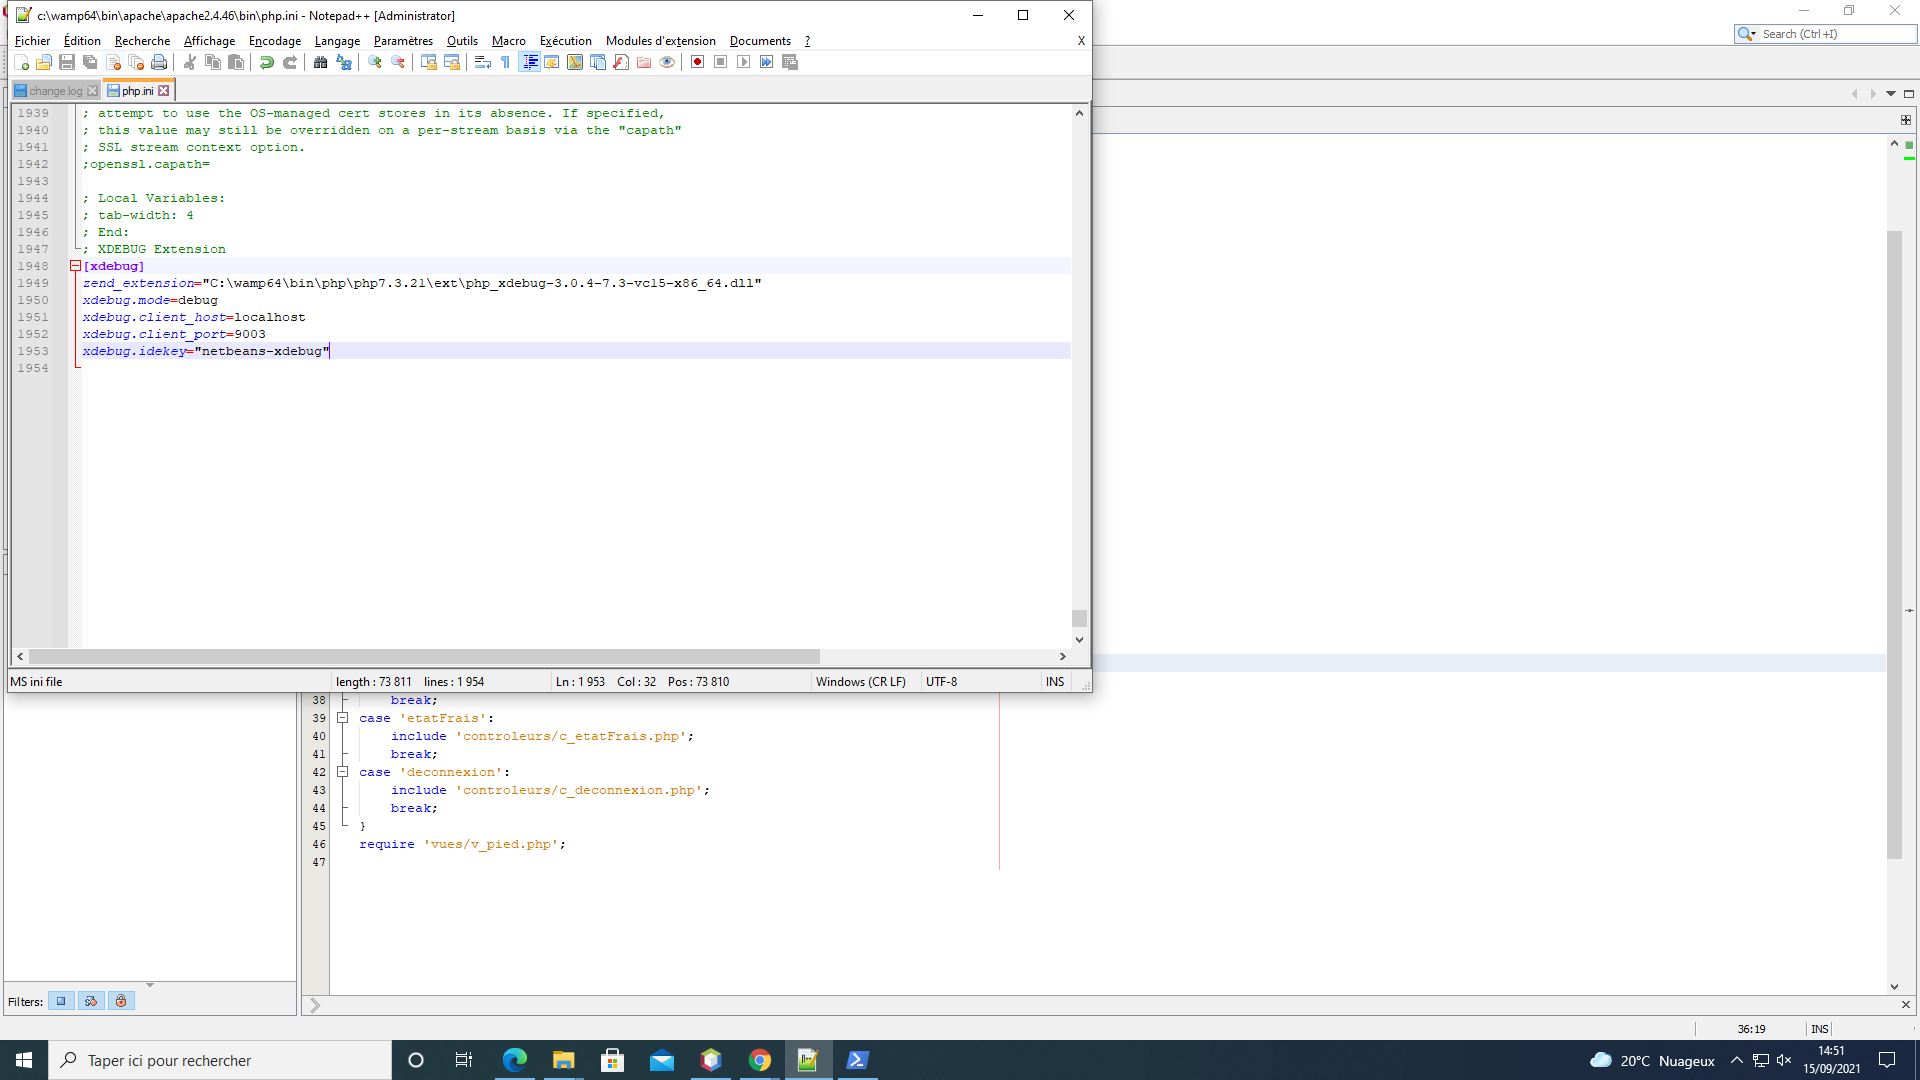 c:\wamp64\bin\apache\apache2.4.46\bin\php.ini - Notepad++ [Administrator]
Fichier Édition Recherche Affichage Encodage Langage Paramètres Outils Macro Exécution Modules d'extension Documents ? X
Search (Ctrl+I)
change.log php.ini
1939 ; attempt to use the OS-managed cert stores in its absence. If specified,
1940 ; this value may still be overridden on a per-stream basis via the "capath"
1941 ; SSL stream context option.
1942 ;openssl.capath=
1943
1944 ; Local Variables:
1945 ; tab-width: 4
1946 ; End:
1947 ; XDEBUG Extension
1948 [xdebug]
1949 zend_extension="C:\wamp64\bin\php\php7.3.21\ext\php_xdebug-3.0.4-7.3-vc15-x86_64.dll"
1950 xdebug.mode=debug
1951 xdebug.client_host=localhost
1952 xdebug.client_port=9003
1953 xdebug.idekey="netbeans-xdebug"
1954
MS ini file length : 73 811 lines : 1 954 Ln : 1 953 Col : 32 Pos : 73 810 Windows (CR LF) UTF-8 INS
38 break;
39 case 'etatFrais':
40 include 'controleurs/c_etatFrais.php';
41 break;
42 case 'deconnexion':
43 include 'controleurs/c_deconnexion.php';
44 break;
45 }
46 require 'vues/v_pied.php';
47
Filters:
36:19 INS
Taper ici pour rechercher
20°C Nuageux
14:51
15/09/2021